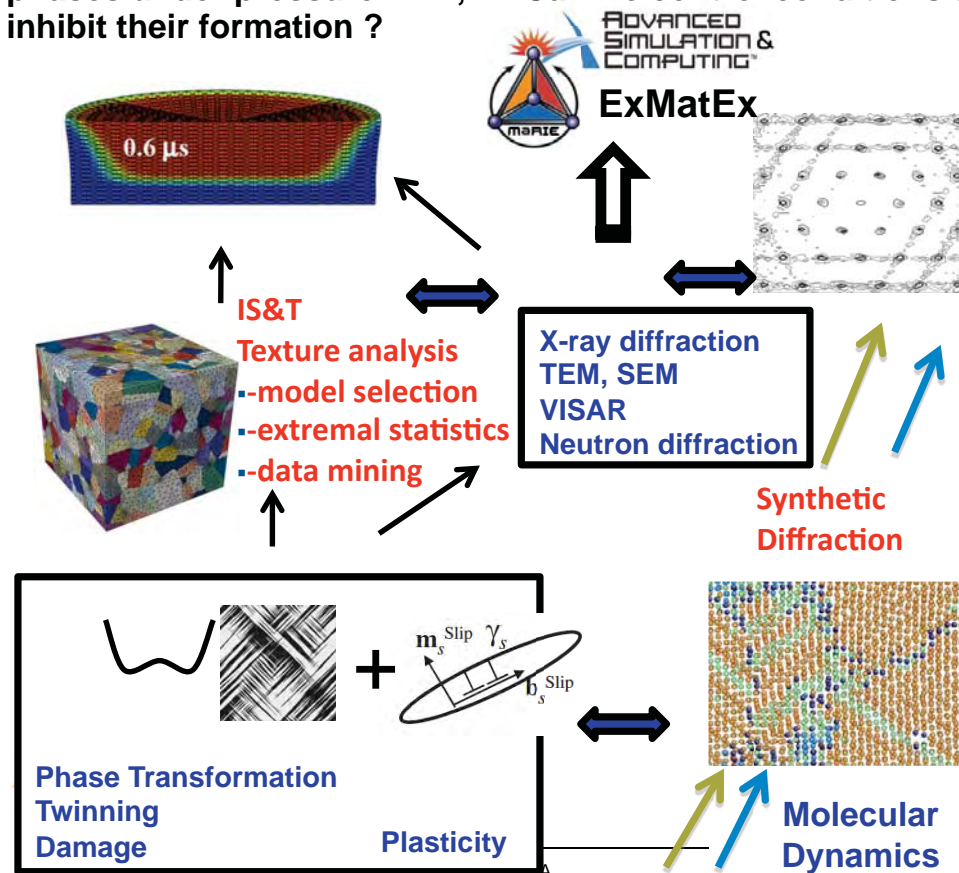 inhibit their formation ?
ADVANCED
SIMULATION &
COMPUTING™
MaRIE
ExMatEx
0.6 μs
IS&T
Texture analysis
-model selection
-extremal statistics
-data mining
X-ray diffraction
TEM, SEM
VISAR
Neutron diffraction
Synthetic
Diffraction
m_s^Slip γ_s
b_s^Slip
+
Phase Transformation
Twinning
Damage
Plasticity
Molecular
Dynamics